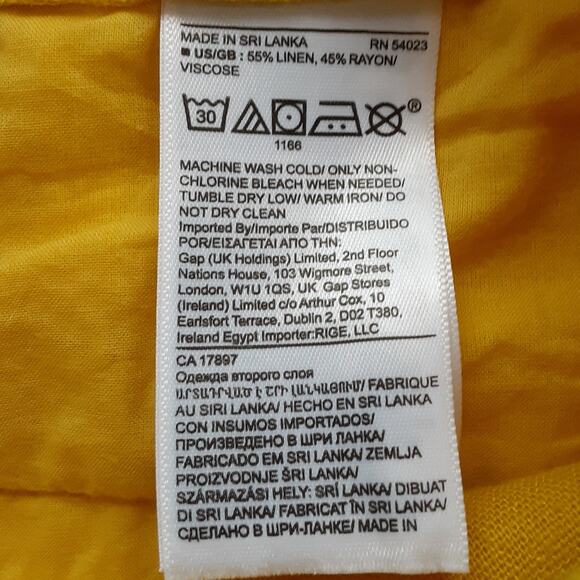 MADE IN SRI LANKA RN 54023
■ US/GB : 55% LINEN, 45% RAYON/
VISCOSE
30 ®
1166
MACHINE WASH COLD/ ONLY NON-
CHLORINE BLEACH WHEN NEEDED/
TUMBLE DRY LOW/ WARM IRON/ DO
NOT DRY CLEAN
Imported By/Importe Par/DISTRIBUIDO
POR/ΕΙΣΑΓΕΤΑΙ ΑΠΟ ΤΗΝ:
Gap (UK Holdings) Limited, 2nd Floor
Nations House, 103 Wigmore Street,
London, W1U 1QS, UK Gap Stores
(Ireland) Limited c/o Arthur Cox, 10
Earlsfort Terrace, Dublin 2, D02 T380,
Ireland Egypt Importer:RIGE, LLC
CA 17897
Одежда второго слоя
ԱՐՏԱԴՐՎԱԾ Է ՇՐԻ ԼԱՆԿԱՅՈՒՄ/ FABRIQUE
AU SIRI LANKA/ HECHO EN SRI LANKA
CON INSUMOS IMPORTADOS/
ПРОИЗВЕДЕНО В ШРИ ЛАНКА/
FABRICADO EM SRI LANKA/ ZEMLJA
PROIZVODNJE ŠRI LANKA/
SZÁRMAZÁSI HELY: SRÍ LANKA/ DIBUAT
DI SRI LANKA/ FABRICAT ÎN SRI LANKA/
СДЕЛАНО В ШРИ-ЛАНКЕ/ MADE IN